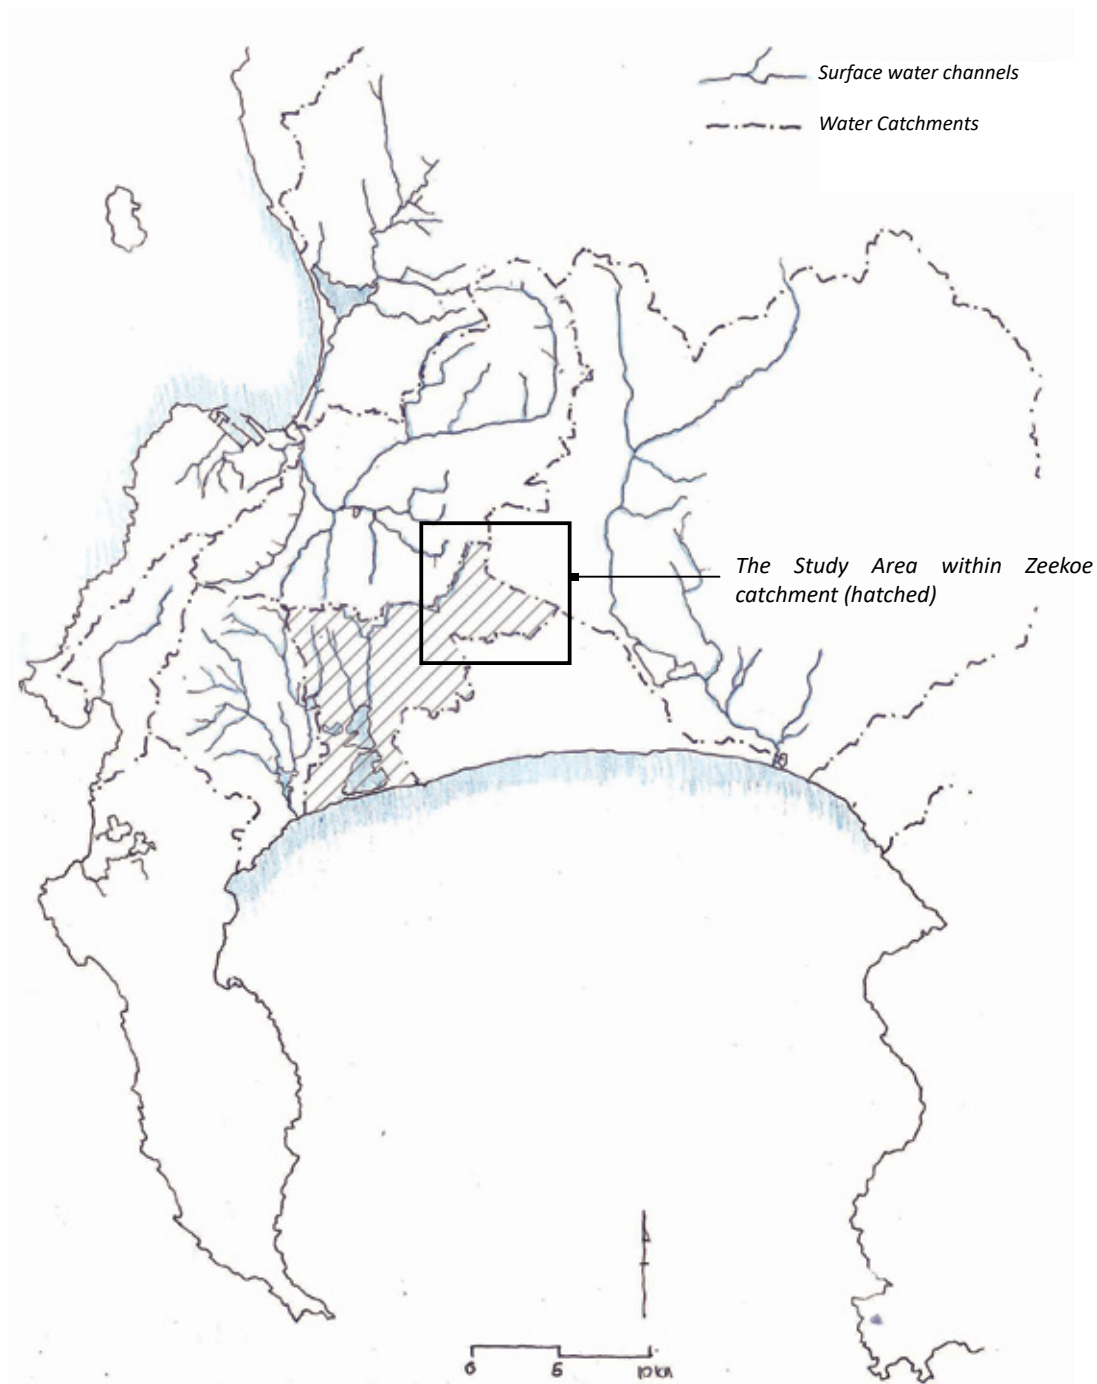 Surface water channels
Water Catchments
The Study Area within Zeekoe
catchment (hatched)
0 5 10 km